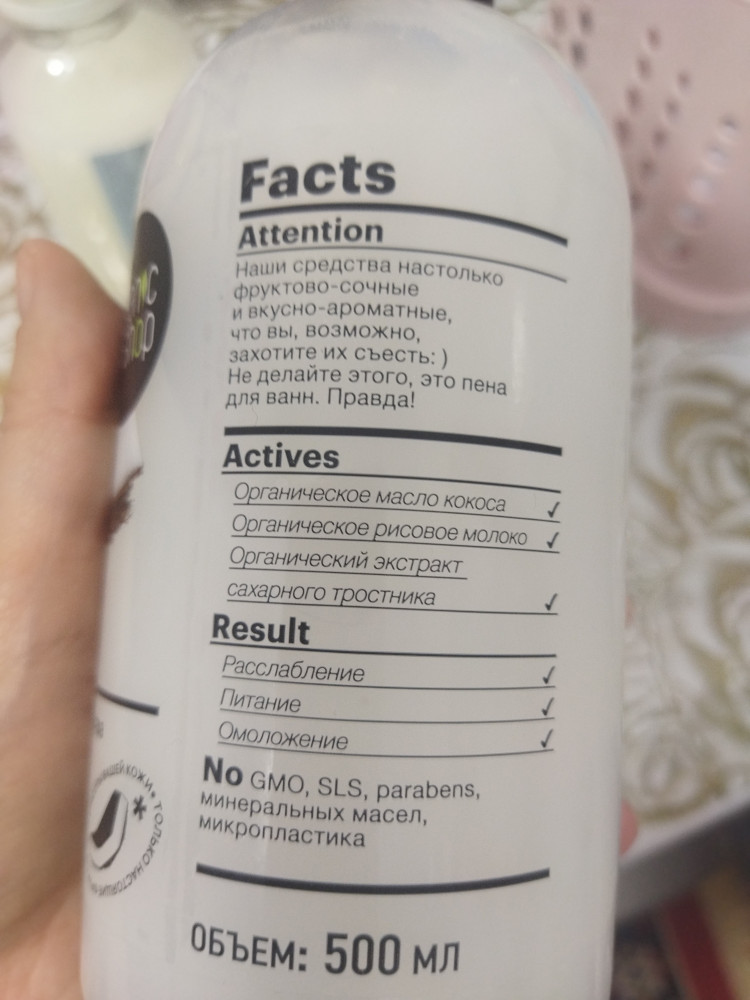 Facts
Attention
Наши средства настолько
фруктово-сочные
и вкусно-ароматные,
что вы, возможно,
захотите их съесть: )
Не делайте этого, это пена
для ванн. Правда!
Actives
Органическое масло кокоса ✓
Органическое рисовое молоко ✓
Органический экстракт
сахарного тростника ✓
Result
Расслабление ✓
Питание ✓
Омоложение ✓
No GMO, SLS, parabens,
минеральных масел,
микропластика
ОБЪЕМ: 500 МЛ
кожи • только